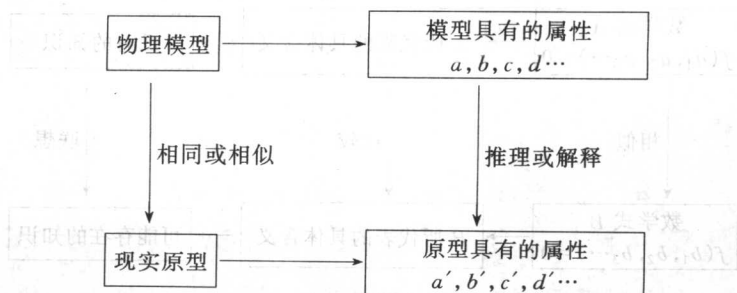 物理模型
模型具有的属性
a,b,c,d…
相同或相似
推理或解释
现实原型
原型具有的属性
a′,b′,c′,d′…